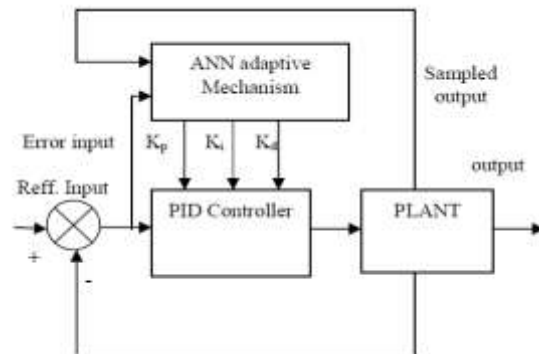 ANN adaptive
Mechanism
Sampled
output
Error input
Kp
Ki
Kd
output
Reff. Input
PID Controller
PLANT
+
-